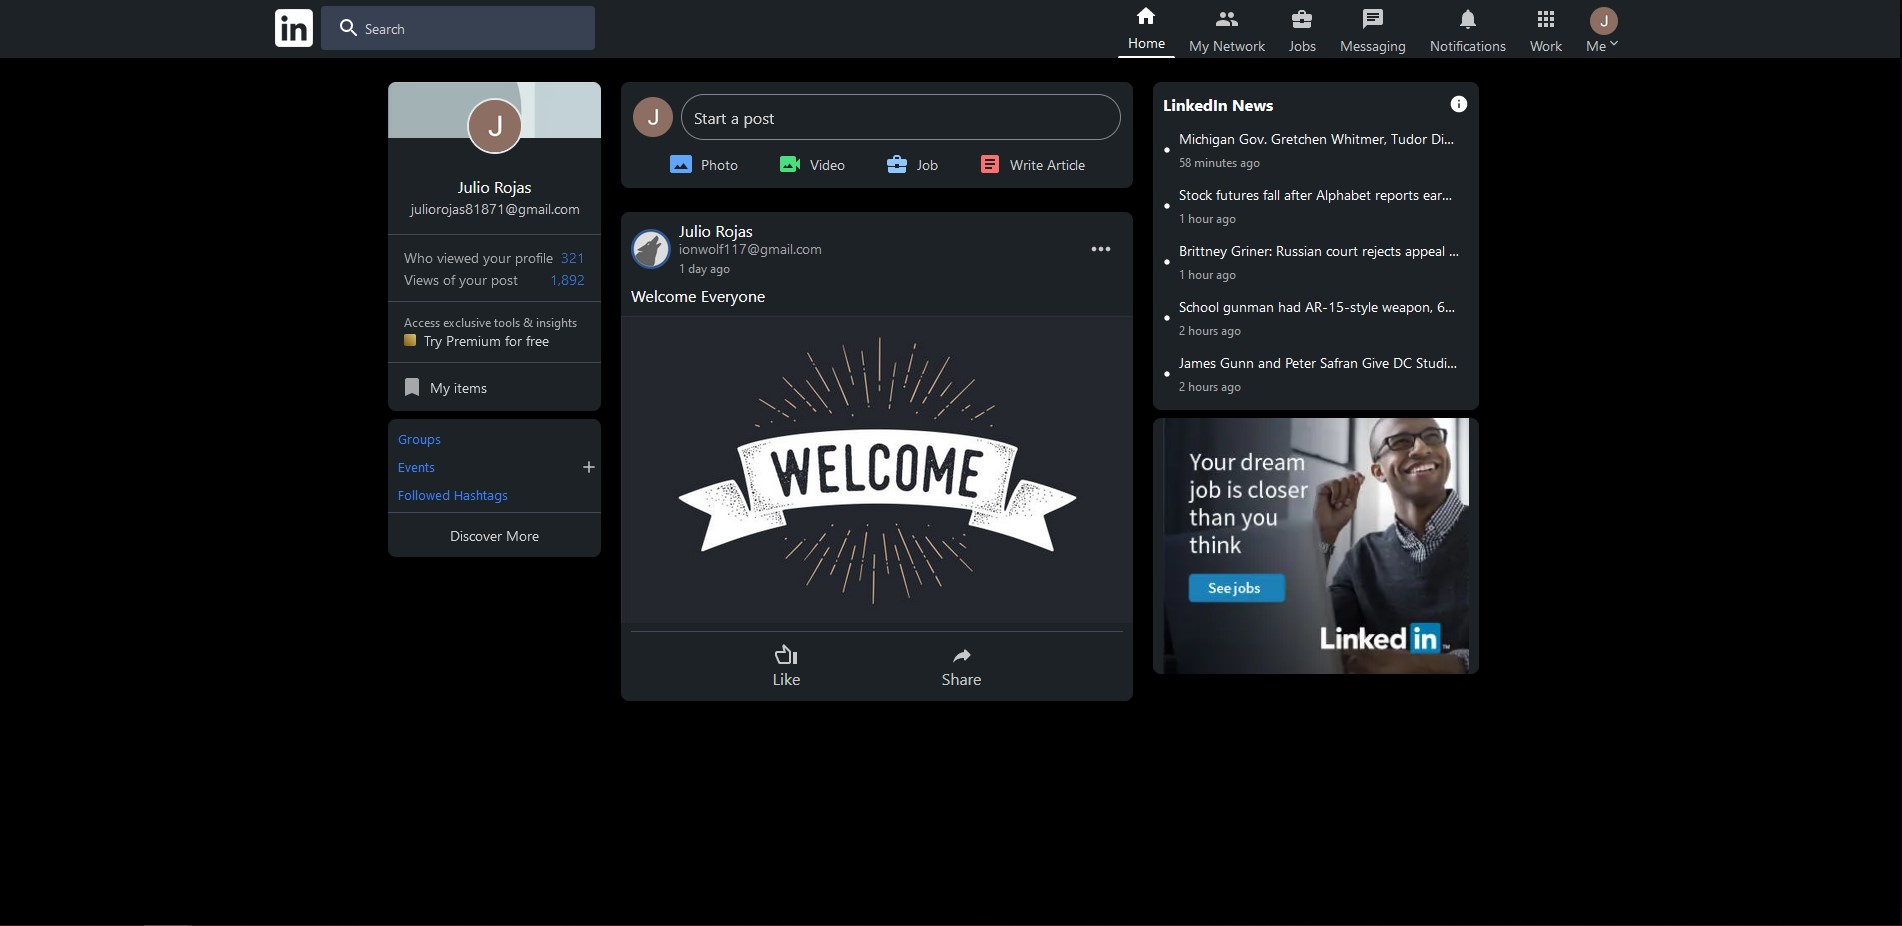 in
Search
Home
My Network
Jobs
Messaging
Notifications
Work
J
Me
J
Julio Rojas
juliorojas81871@gmail.com
Who viewed your profile 321
Views of your post 1,892
Access exclusive tools & insights
Try Premium for free
My items
Groups
Events
Followed Hashtags
Discover More
J
Start a post
Photo
Video
Job
Write Article
Julio Rojas
ionwolf117@gmail.com
1 day ago
Welcome Everyone
WELCOME
Like
Share
LinkedIn News
Michigan Gov. Gretchen Whitmer, Tudor Di...
58 minutes ago
Stock futures fall after Alphabet reports ear...
1 hour ago
Brittney Griner: Russian court rejects appeal ...
1 hour ago
School gunman had AR-15-style weapon, 6...
2 hours ago
James Gunn and Peter Safran Give DC Studi...
2 hours ago
Your dream
job is closer
than you
think
See jobs
Linked in ™